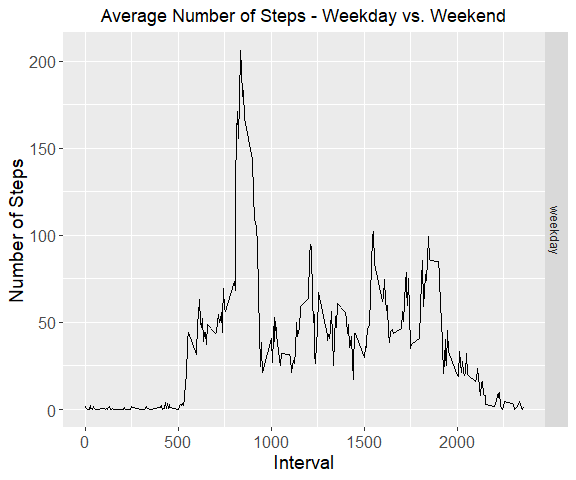 Average Number of Steps - Weekday vs. Weekend
200
150
100
50
0
Number of Steps
weekday
0 500 1000 1500 2000
Interval